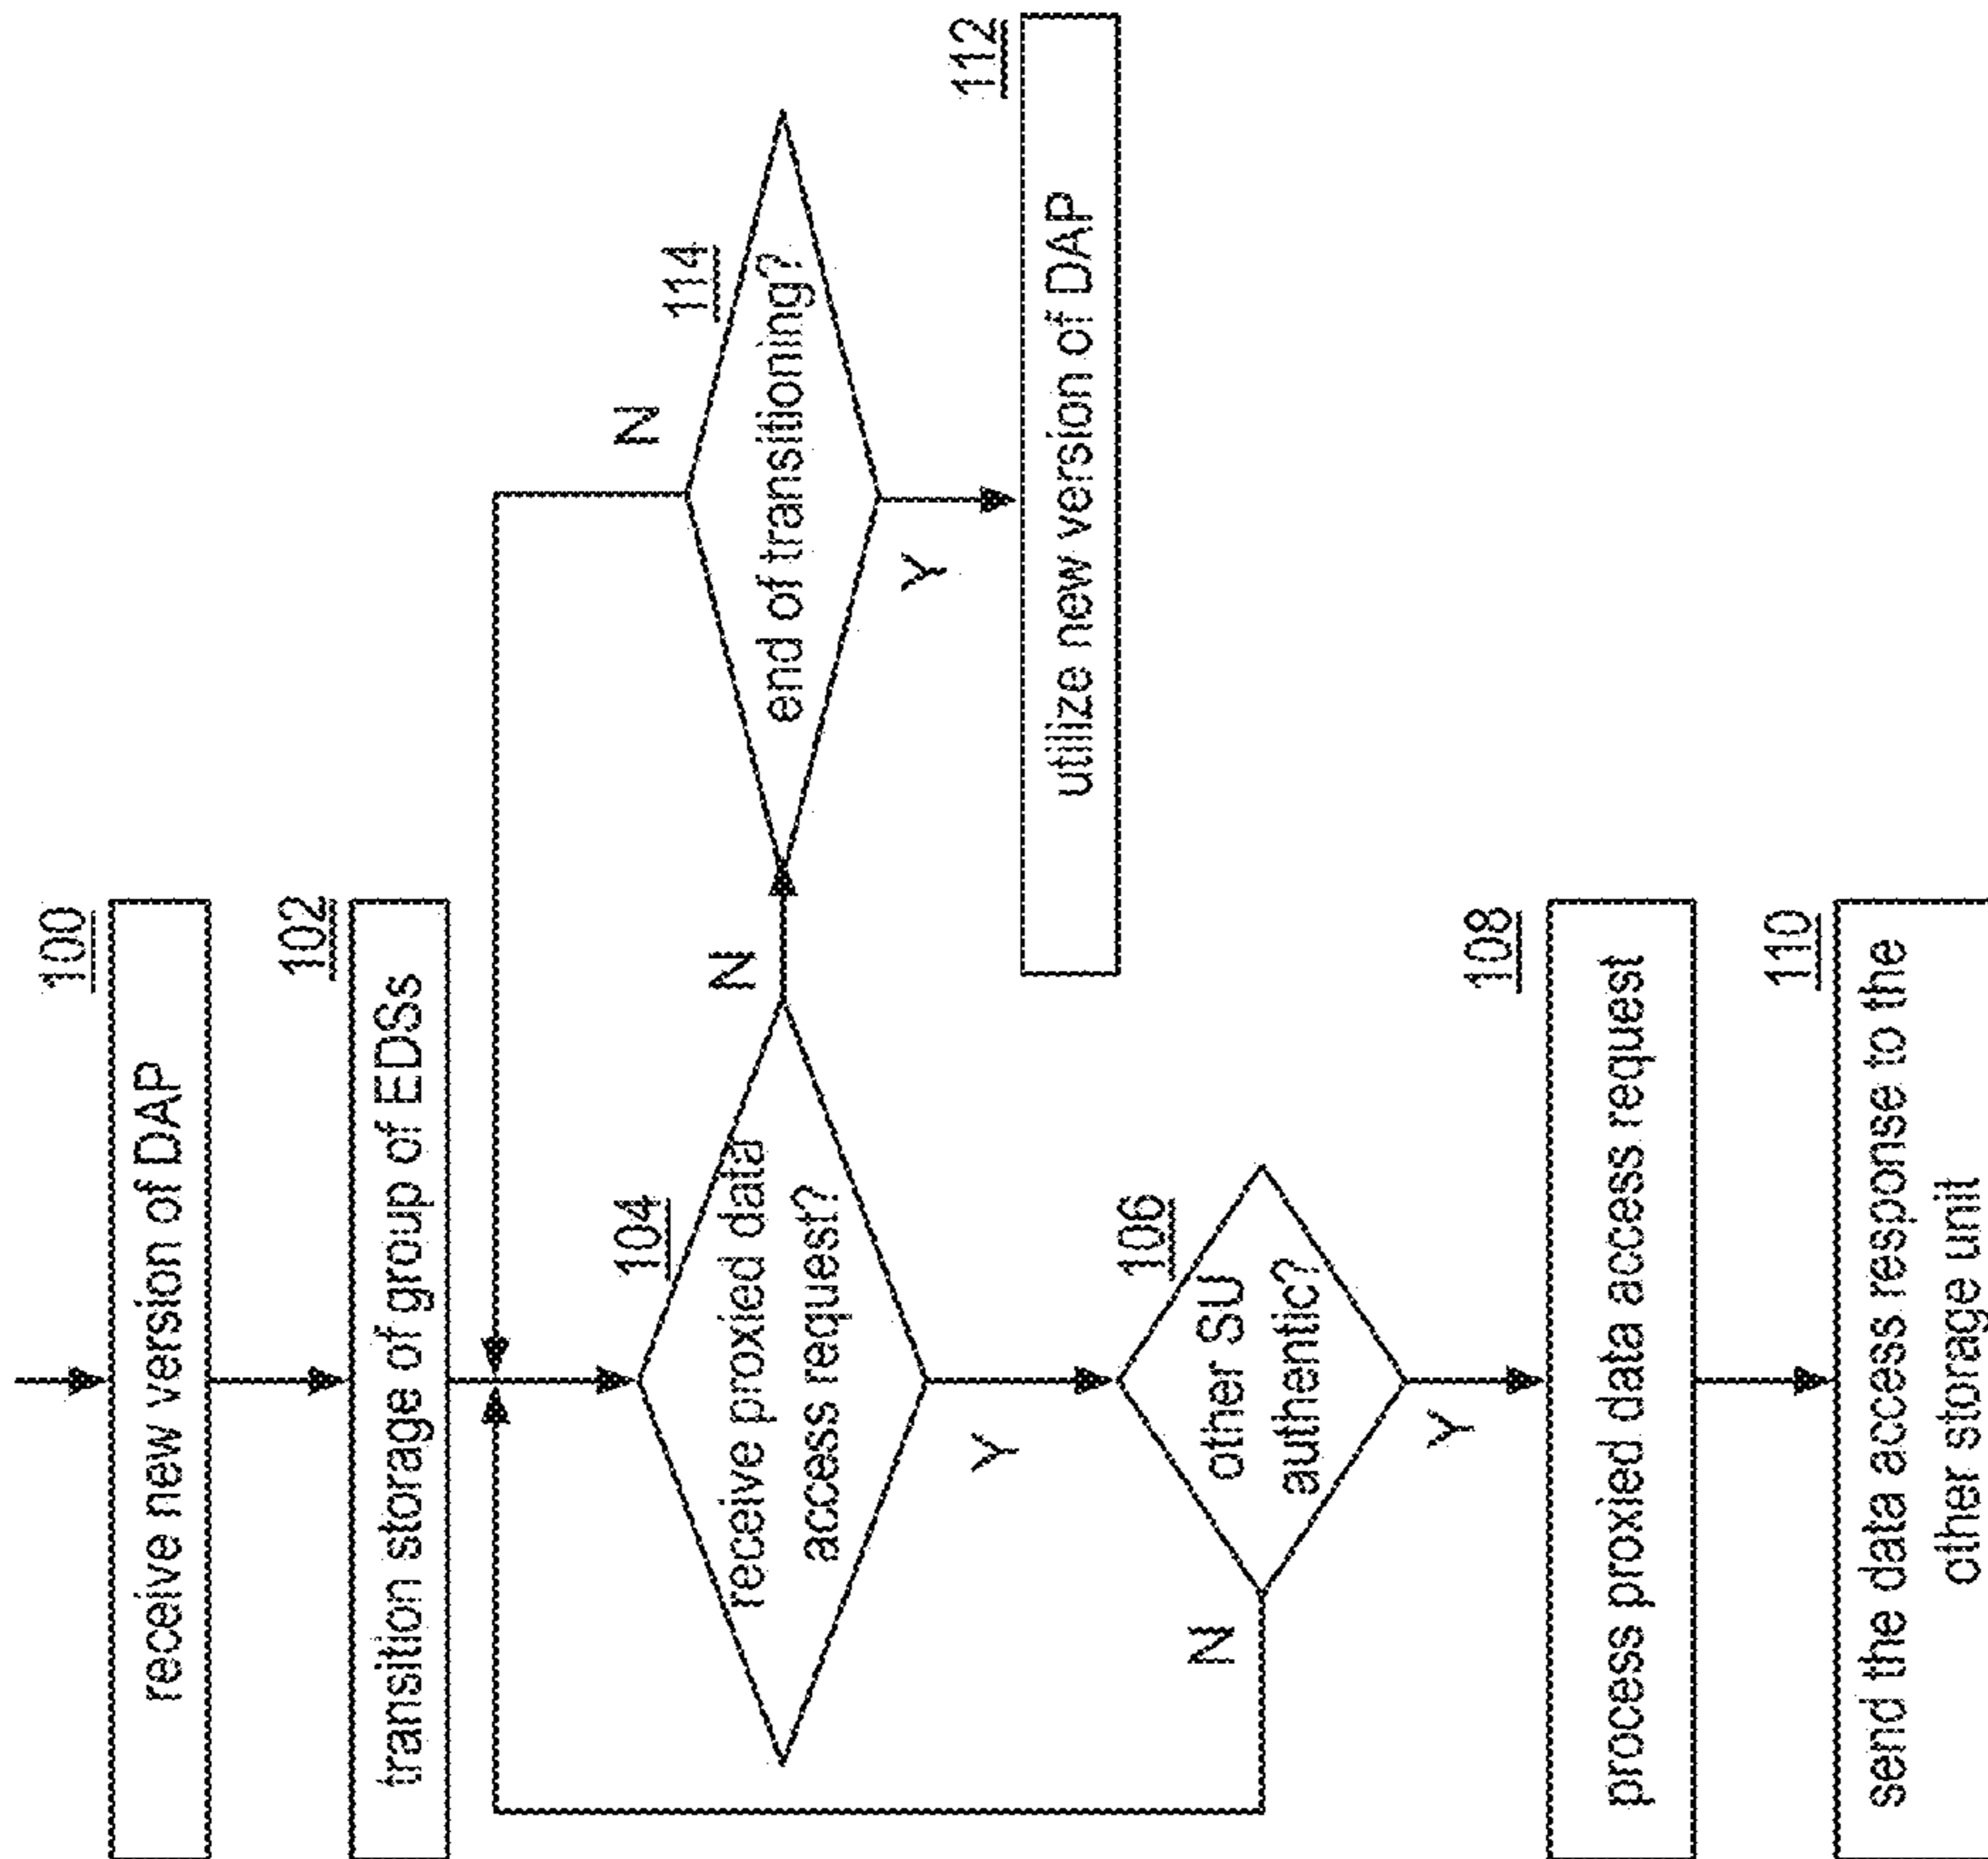 100
receive new version of DAP
102
transition storage of group of EDSs
104
receive proxied data
access request?
N
Y
114
end of transitioning?
N
Y
112
utilize new version of DAP
106
other SU
authentic?
N
Y
108
process proxied data access request
110
send the data access response to the
other storage unit